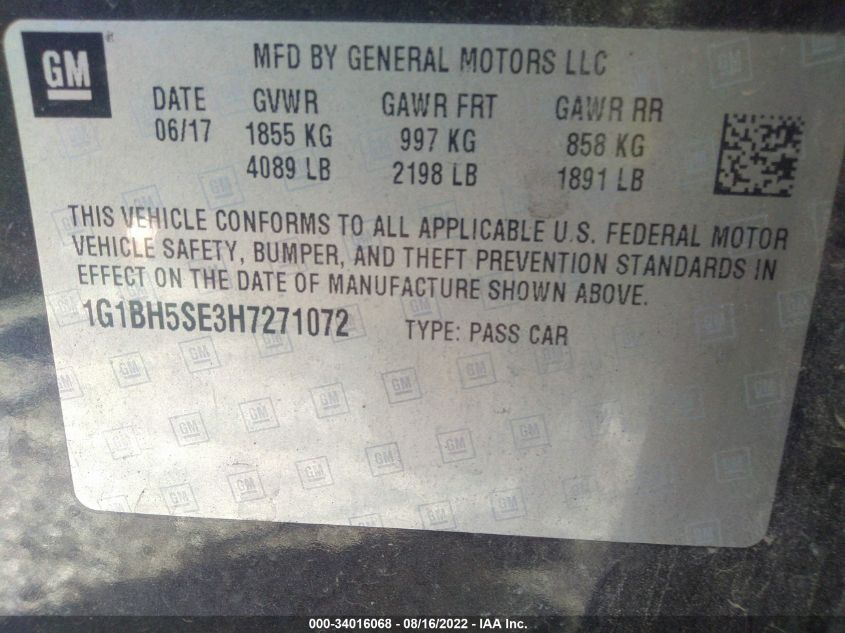 GM
MFD BY GENERAL MOTORS LLC
DATE GVWR GAWR FRT GAWR RR
06/17 1855 KG 997 KG 858 KG
4089 LB 2198 LB 1891 LB
THIS VEHICLE CONFORMS TO ALL APPLICABLE U.S. FEDERAL MOTOR
VEHICLE SAFETY, BUMPER, AND THEFT PREVENTION STANDARDS IN
EFFECT ON THE DATE OF MANUFACTURE SHOWN ABOVE.
1G1BH5SE3H7271072 TYPE: PASS CAR
000-34016068 - 08/16/2022 - IAA Inc.